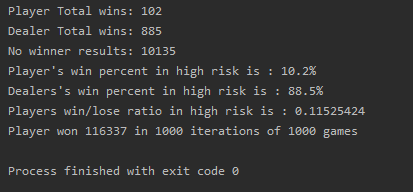 Player Total wins: 102
Dealer Total wins: 885
No winner results: 10135
Player's win percent in high risk is : 10.2%
Dealers's win percent in high risk is : 88.5%
Players win/lose ratio in high risk is : 0.11525424
Player won 116337 in 1000 iterations of 1000 games
Process finished with exit code 0